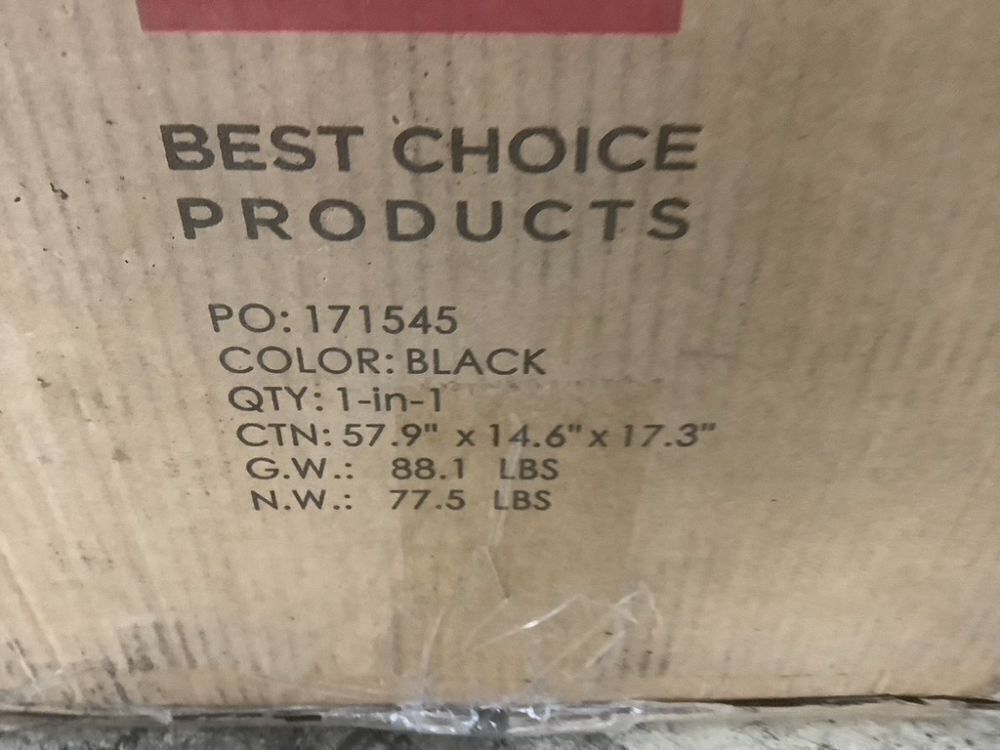 BEST CHOICE
PRODUCTS
PO: 171545
COLOR: BLACK
QTY: 1-in-1
CTN: 57.9" x 14.6" x 17.3"
G.W.: 88.1 LBS
N.W.: 77.5 LBS